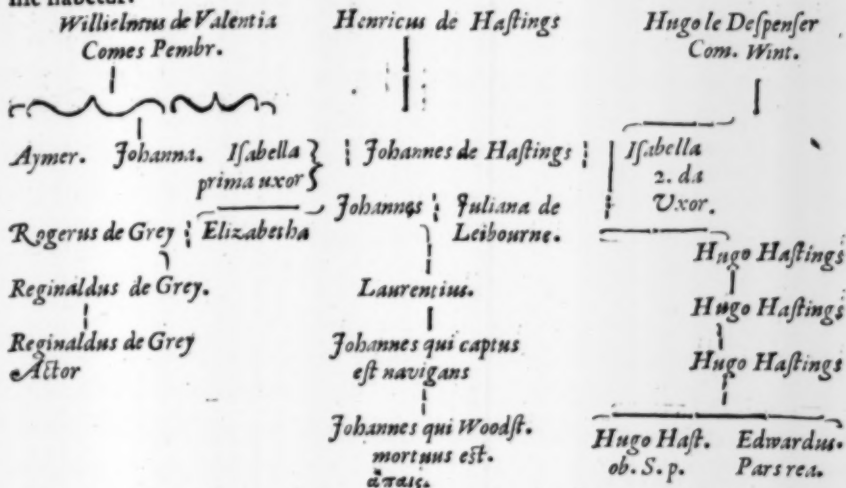 Willielmus de Valentia
Comes Pembr.
Henricus de Haſtings
Hugo le Deſpenſer
Com. Wint.
Aymer. Johanna. Iſabella
prima uxor
Johannes de Haſtings
Iſabella
2. da
Uxor.
Rogerus de Grey
Elizabetha
Johannes
Juliana de
Leibourne.
Hugo Haſtings
Reginaldus de Grey.
Laurentius.
Hugo Haſtings
Reginaldus de Grey
Actor
Johannes qui captus
eſt navigans
Hugo Haſtings
Johannes qui Woodſt.
mortuus eſt.
ἄπαις.
Hugo Haſt.
ob. S. p.
Edwardus.
Pars rea.